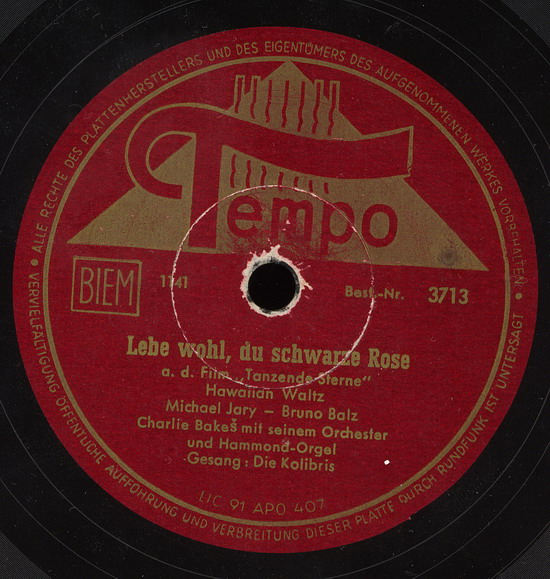 • ALLE RECHTE DES PLATTENHERSTELLERS UND DES EIGENTÜMERS DES AUFGENOMMENEN WERKES VORBEHALTEN •
VERVIELFÄLTIGUNG ÖFFENTLICHE AUFFÜHRUNG UND VERBREITUNG DIESER PLATTE DURCH RUNDFUNK IST UNTERSAGT
Tempo
BIEM 1141 Best.-Nr. 3713
Lebe wohl, du schwarze Rose
a. d. Film „Tanzende Sterne“
Hawaiian Waltz
Michael Jary – Bruno Balz
Charlie Bakeš mit seinem Orchester
und Hammond-Orgel
Gesang: Die Kolibris
LIC 91 APO 407